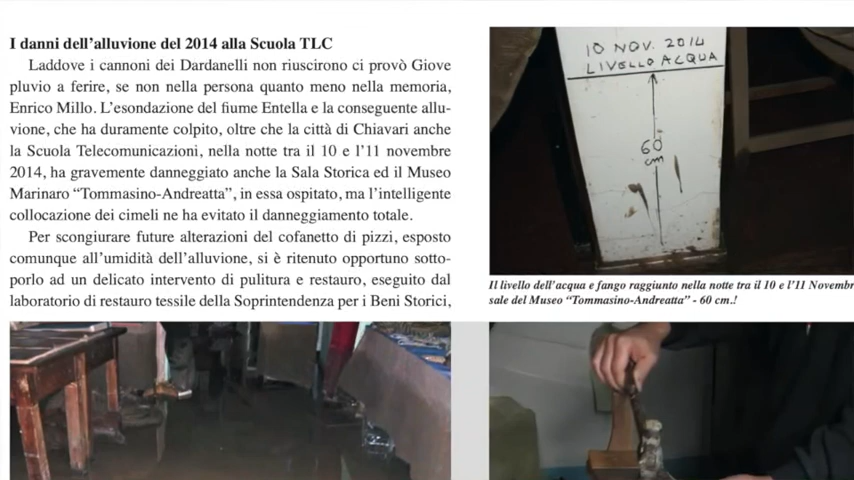 I danni dell'alluvione del 2014 alla Scuola TLC
Laddove i cannoni dei Dardanelli non riuscirono ci provò Giove
pluvio a ferire, se non nella persona quanto meno nella memoria,
Enrico Millo. L'esondazione del fiume Entella e la conseguente allu-
vione, che ha duramente colpito, oltre che la città di Chiavari anche
la Scuola Telecomunicazioni, nella notte tra il 10 e l'11 novembre
2014, ha gravemente danneggiato anche la Sala Storica ed il Museo
Marinaro “Tommasino-Andreatta”, in essa ospitato, ma l'intelligente
collocazione dei cimeli ne ha evitato il danneggiamento totale.
Per scongiurare future alterazioni del cofanetto di pizzi, esposto
comunque all'umidità dell'alluvione, si è ritenuto opportuno sotto-
porlo ad un delicato intervento di pulitura e restauro, eseguito dal
laboratorio di restauro tessile della Soprintendenza per i Beni Storici,
10 NOV. 2014
LIVELLO ACQUA
60
cm
Il livello dell'acqua e fango raggiunto nella notte tra il 10 e l'11 Novembr
sale del Museo “Tommasino-Andreatta” - 60 cm.!